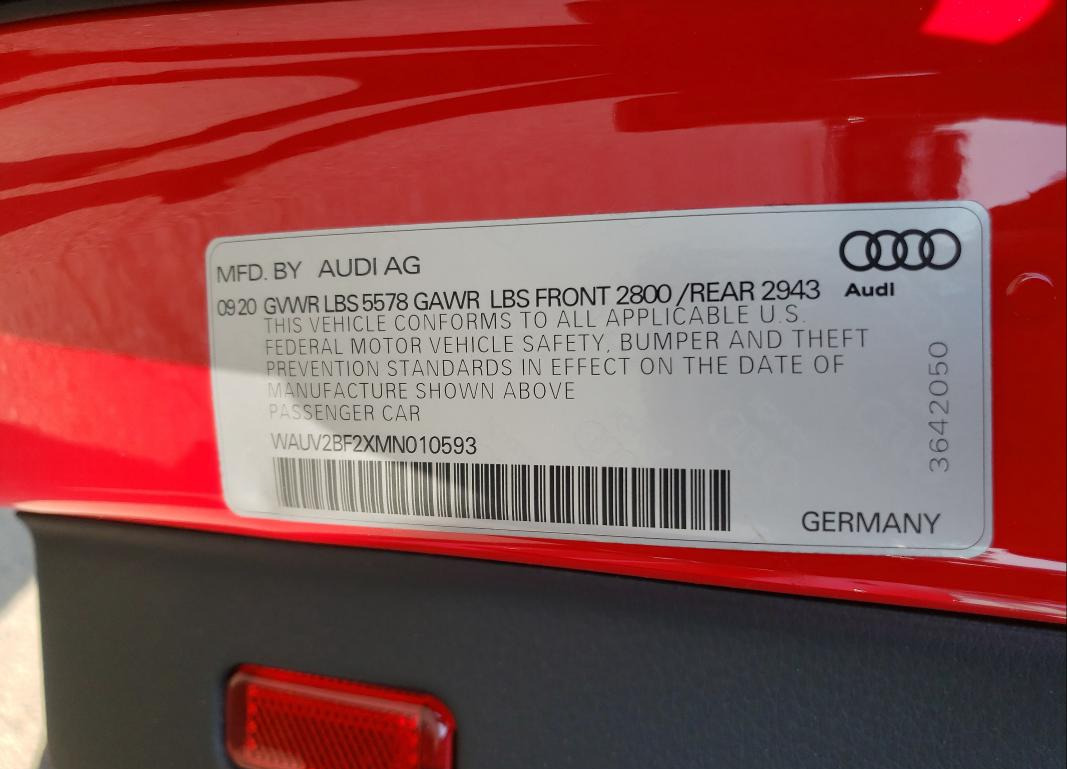 MFD. BY AUDI AG
09.20 GVWR LBS 5578 GAWR LBS FRONT 2800 /REAR 2943
Audi
THIS VEHICLE CONFORMS TO ALL APPLICABLE U.S.
FEDERAL MOTOR VEHICLE SAFETY, BUMPER AND THEFT
PREVENTION STANDARDS IN EFFECT ON THE DATE OF
MANUFACTURE SHOWN ABOVE
PASSENGER CAR
WAUV2BF2XMN010593
3642050
GERMANY